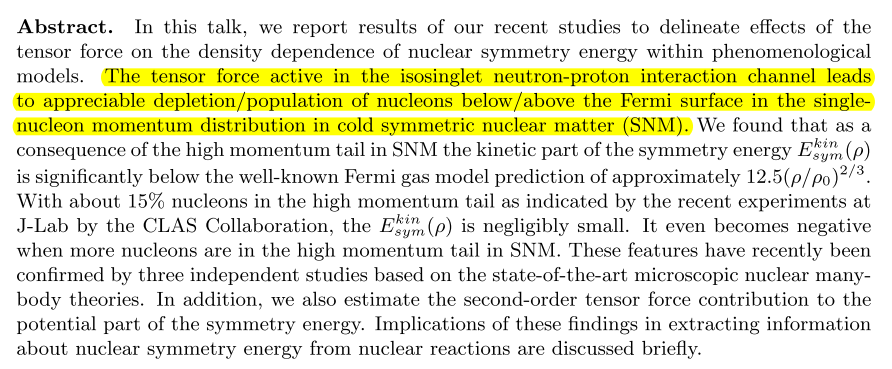 Abstract. In this talk, we report results of our recent studies to delineate effects of the
tensor force on the density dependence of nuclear symmetry energy within phenomenological
models. The tensor force active in the isosinglet neutron-proton interaction channel leads
to appreciable depletion/population of nucleons below/above the Fermi surface in the single-
nucleon momentum distribution in cold symmetric nuclear matter (SNM). We found that as a
consequence of the high momentum tail in SNM the kinetic part of the symmetry energy $E_{sym}^{kin}(\rho)$
is significantly below the well-known Fermi gas model prediction of approximately $12.5(\rho/\rho_0)^{2/3}$.
With about 15% nucleons in the high momentum tail as indicated by the recent experiments at
J-Lab by the CLAS Collaboration, the $E_{sym}^{kin}(\rho)$ is negligibly small. It even becomes negative
when more nucleons are in the high momentum tail in SNM. These features have recently been
confirmed by three independent studies based on the state-of-the-art microscopic nuclear many-
body theories. In addition, we also estimate the second-order tensor force contribution to the
potential part of the symmetry energy. Implications of these findings in extracting information
about nuclear symmetry energy from nuclear reactions are discussed briefly.